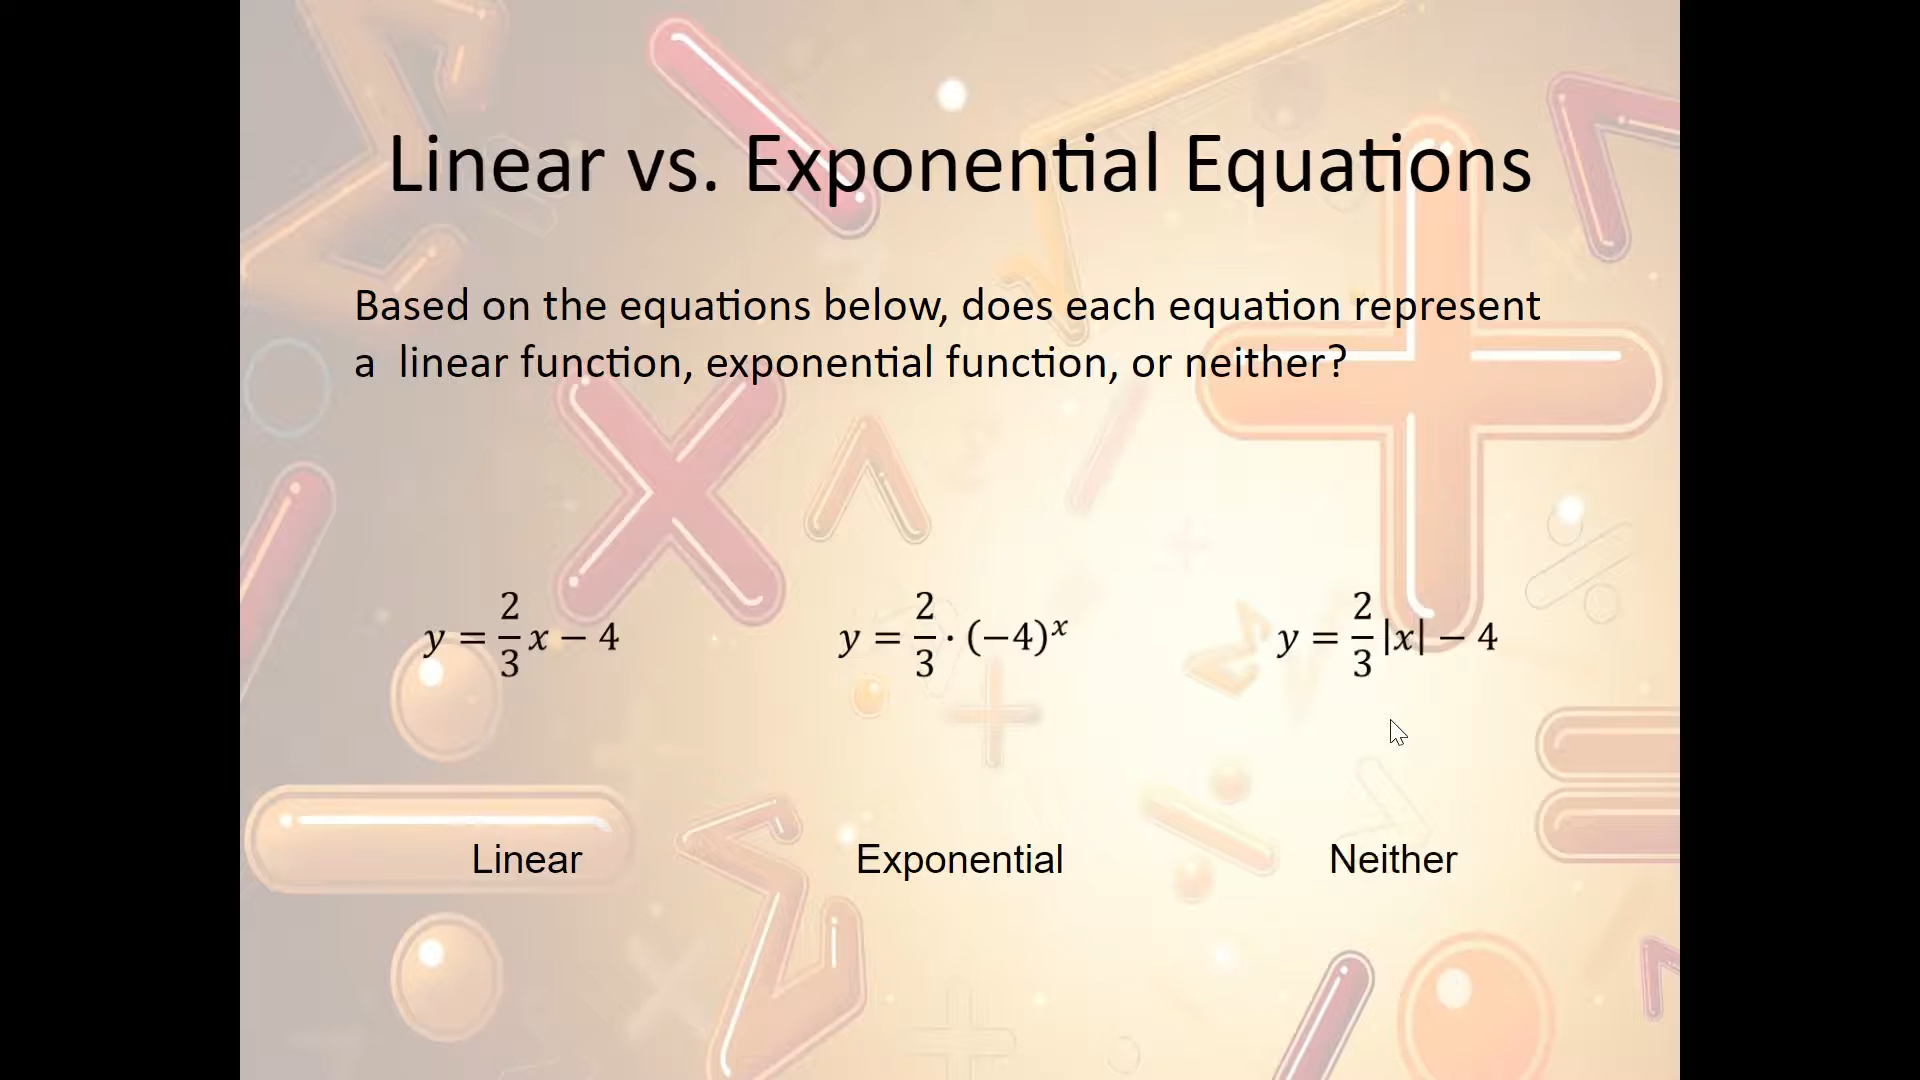 Linear vs. Exponential Equations
Based on the equations below, does each equation represent
a linear function, exponential function, or neither?
y = 2/3 x − 4
y = 2/3 · (−4)^x
y = 2/3 |x| − 4
Linear
Exponential
Neither